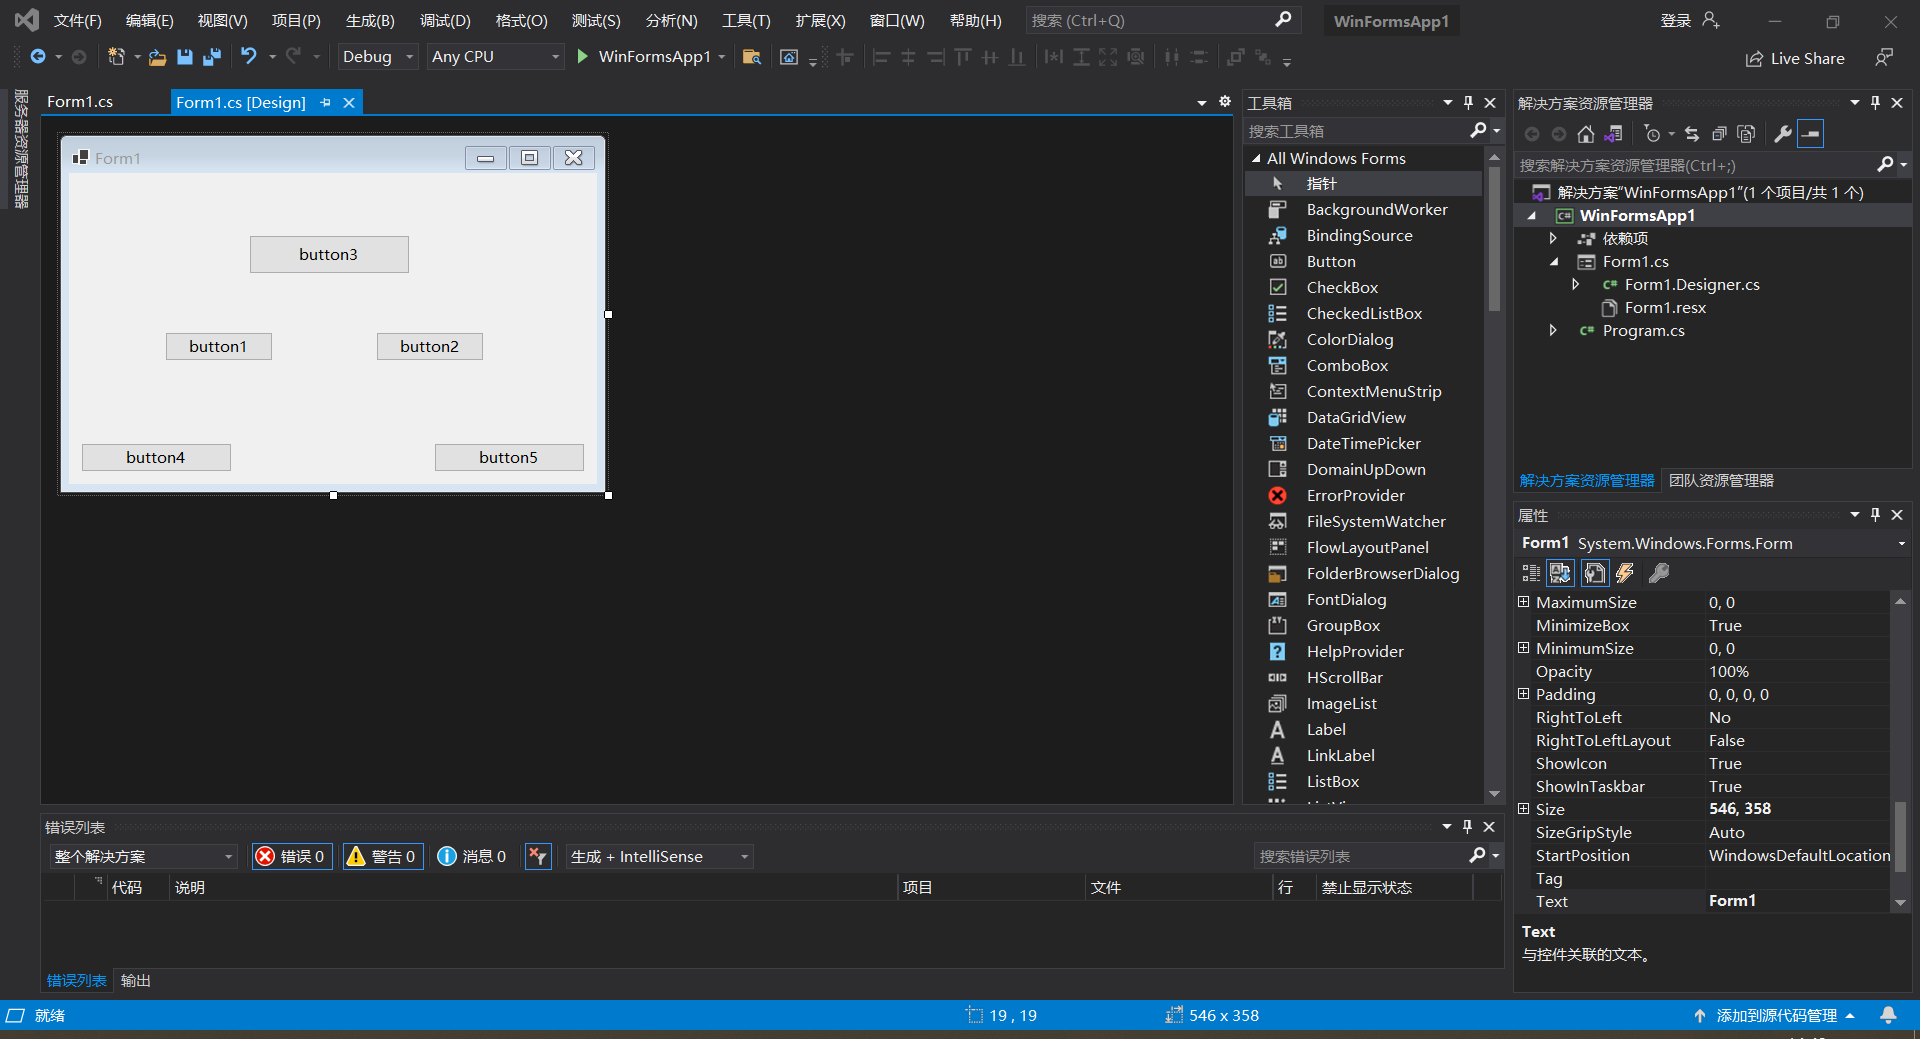 文件(F) 编辑(E) 视图(V) 项目(P) 生成(B) 调试(D) 格式(O) 测试(S) 分析(N) 工具(T) 扩展(X) 窗口(W) 帮助(H) 搜索 (Ctrl+Q) WinFormsApp1 登录
Debug Any CPU WinFormsApp1 Live Share
服务器资源管理器
Form1.cs Form1.cs [Design]
Form1
button3
button1 button2
button4 button5
工具箱
搜索工具箱
All Windows Forms
指针
BackgroundWorker
BindingSource
Button
CheckBox
CheckedListBox
ColorDialog
ComboBox
ContextMenuStrip
DataGridView
DateTimePicker
DomainUpDown
ErrorProvider
FileSystemWatcher
FlowLayoutPanel
FolderBrowserDialog
FontDialog
GroupBox
HelpProvider
HScrollBar
ImageList
Label
LinkLabel
ListBox
解决方案资源管理器
搜索解决方案资源管理器(Ctrl+;)
解决方案"WinFormsApp1"(1 个项目/共 1 个)
WinFormsApp1
依赖项
Form1.cs
Form1.Designer.cs
Form1.resx
Program.cs
解决方案资源管理器 团队资源管理器
属性
Form1 System.Windows.Forms.Form
MaximumSize 0, 0
MinimizeBox True
MinimumSize 0, 0
Opacity 100%
Padding 0, 0, 0, 0
RightToLeft No
RightToLeftLayout False
ShowIcon True
ShowInTaskbar True
Size 546, 358
SizeGripStyle Auto
StartPosition WindowsDefaultLocation
Tag
Text Form1
Text
与控件关联的文本。
错误列表
整个解决方案 错误 0 警告 0 消息 0 生成 + IntelliSense 搜索错误列表
代码 说明 项目 文件 行 禁止显示状态
错误列表 输出
就绪 19 , 19 546 x 358 添加到源代码管理